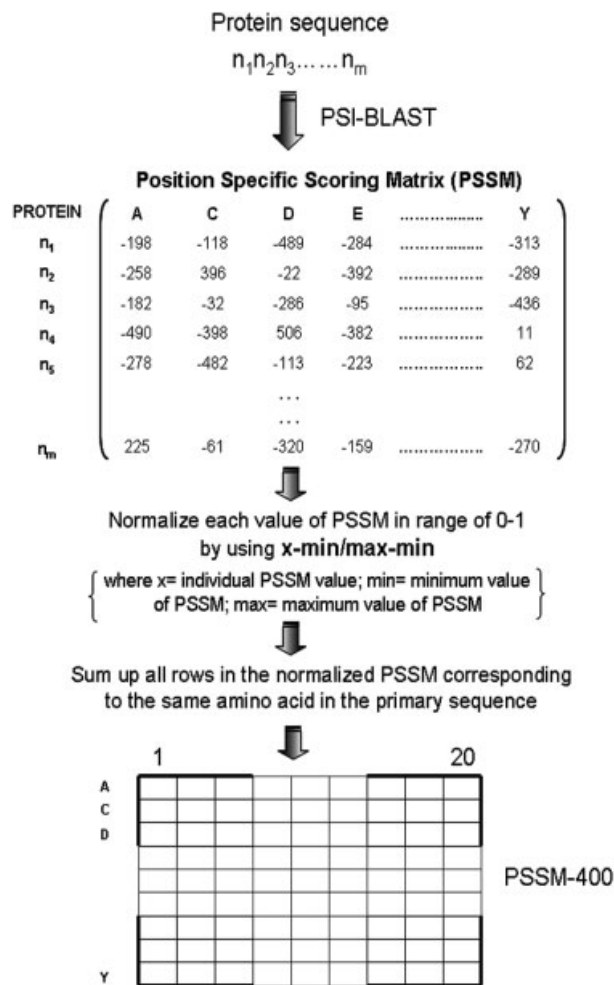 Protein sequence
n1n2n3......nm
PSI-BLAST
Position Specific Scoring Matrix (PSSM)
PROTEIN A C D E .................. Y
n1 -198 -118 -489 -284 .................. -313
n2 -258 396 -22 -392 ................ -289
n3 -182 -32 -286 -95 ................ -436
n4 -490 -398 506 -382 ................ 11
n5 -278 -482 -113 -223 ................ 62
...
...
nm 225 -61 -320 -159 ................ -270
Normalize each value of PSSM in range of 0-1
by using x-min/max-min
{ where x= individual PSSM value; min= minimum value
of PSSM; max= maximum value of PSSM }
Sum up all rows in the normalized PSSM corresponding
to the same amino acid in the primary sequence
1 20
A
C
D
PSSM-400
Y